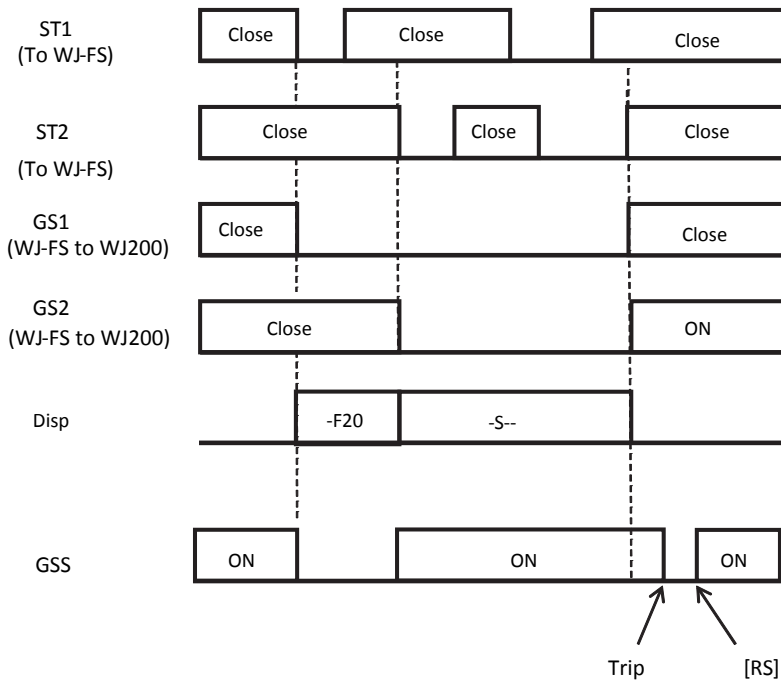 ST1
(To WJ-FS)
Close
Close
Close
ST2
(To WJ-FS)
Close
Close
Close
GS1
(WJ-FS to WJ200)
Close
Close
GS2
(WJ-FS to WJ200)
Close
ON
Disp
-F20
-S--
GSS
ON
ON
ON
Trip
[RS]